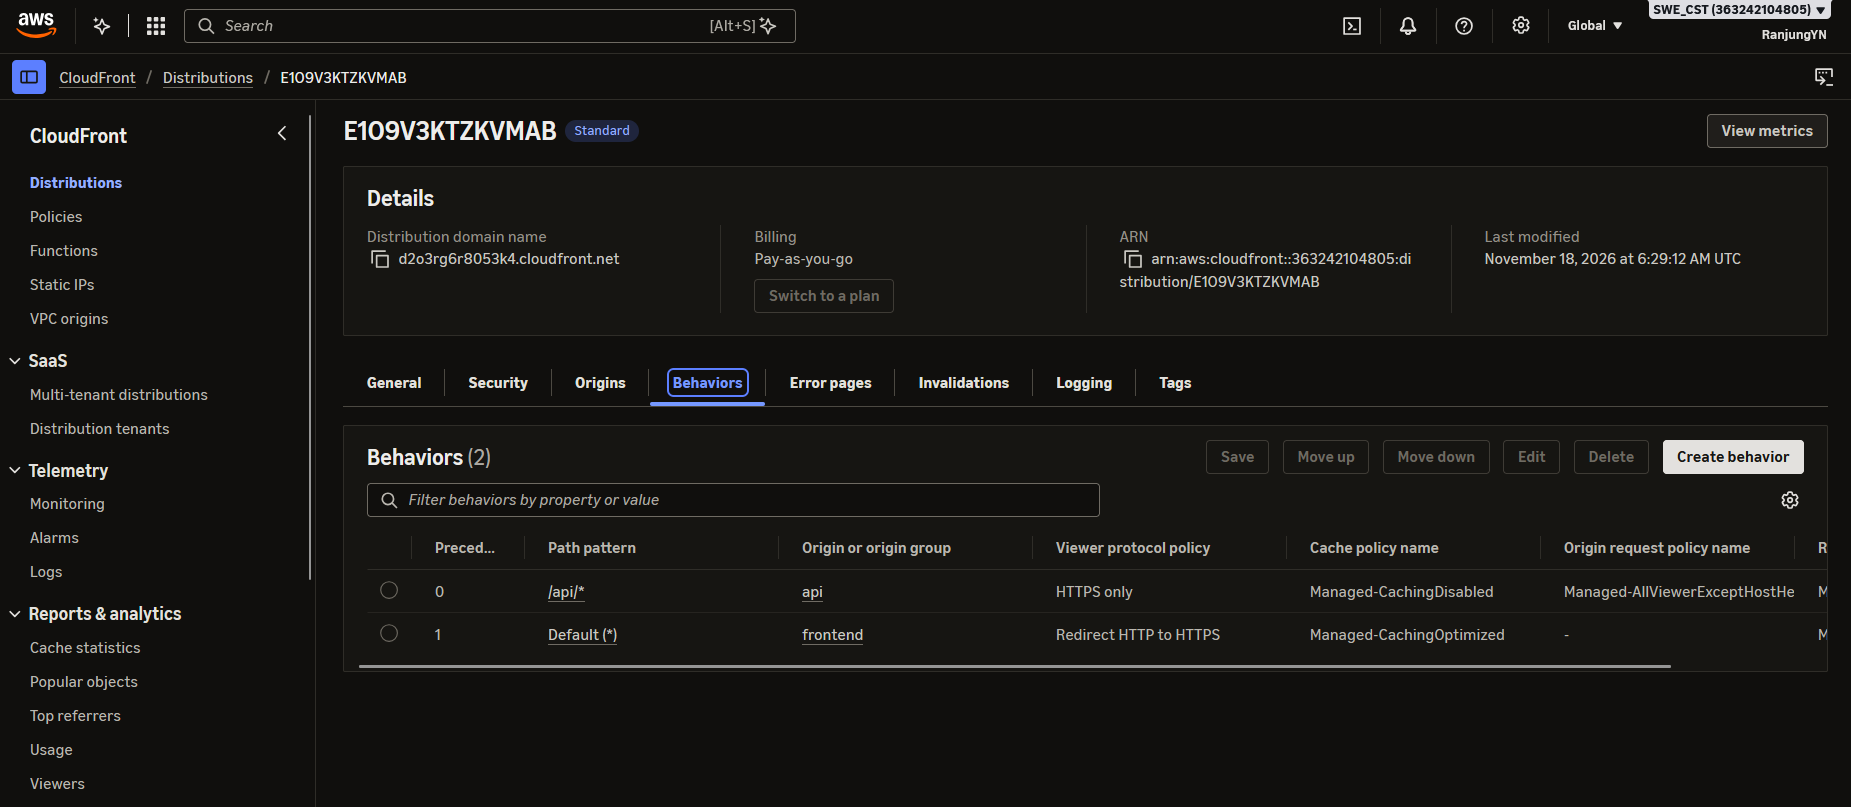 aws
Search
[Alt+S]
Global ▼
SWE_CST (363242104805) ▼
RanjungYN
CloudFront / Distributions / E1O9V3KTZKVMAB
CloudFront
Distributions
Policies
Functions
Static IPs
VPC origins
SaaS
Multi-tenant distributions
Distribution tenants
Telemetry
Monitoring
Alarms
Logs
Reports & analytics
Cache statistics
Popular objects
Top referrers
Usage
Viewers
E1O9V3KTZKVMAB Standard
View metrics
Details
Distribution domain name
d2o3rg6r8053k4.cloudfront.net
Billing
Pay-as-you-go
Switch to a plan
ARN
arn:aws:cloudfront::363242104805:di
stribution/E1O9V3KTZKVMAB
Last modified
November 18, 2026 at 6:29:12 AM UTC
General Security Origins Behaviors Error pages Invalidations Logging Tags
Behaviors (2)
Save Move up Move down Edit Delete Create behavior
Filter behaviors by property or value
Preced... Path pattern Origin or origin group Viewer protocol policy Cache policy name Origin request policy name R
0 /api/* api HTTPS only Managed-CachingDisabled Managed-AllViewerExceptHostHe M
1 Default (*) frontend Redirect HTTP to HTTPS Managed-CachingOptimized - M